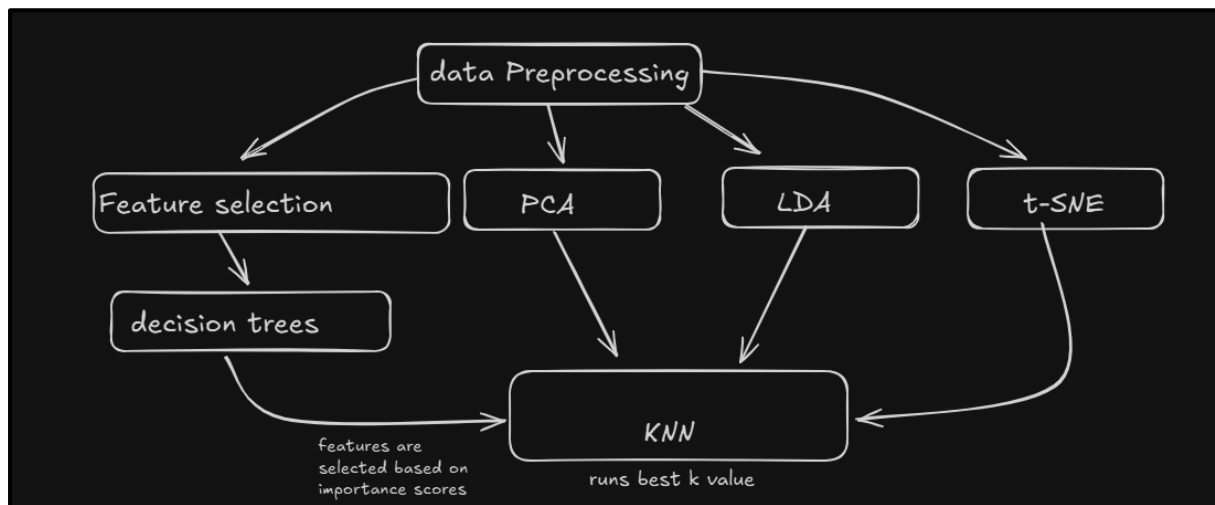 data Preprocessing
Feature selection
PCA
LDA
t-SNE
decision trees
KNN
features are
selected based on
importance scores
runs best k value